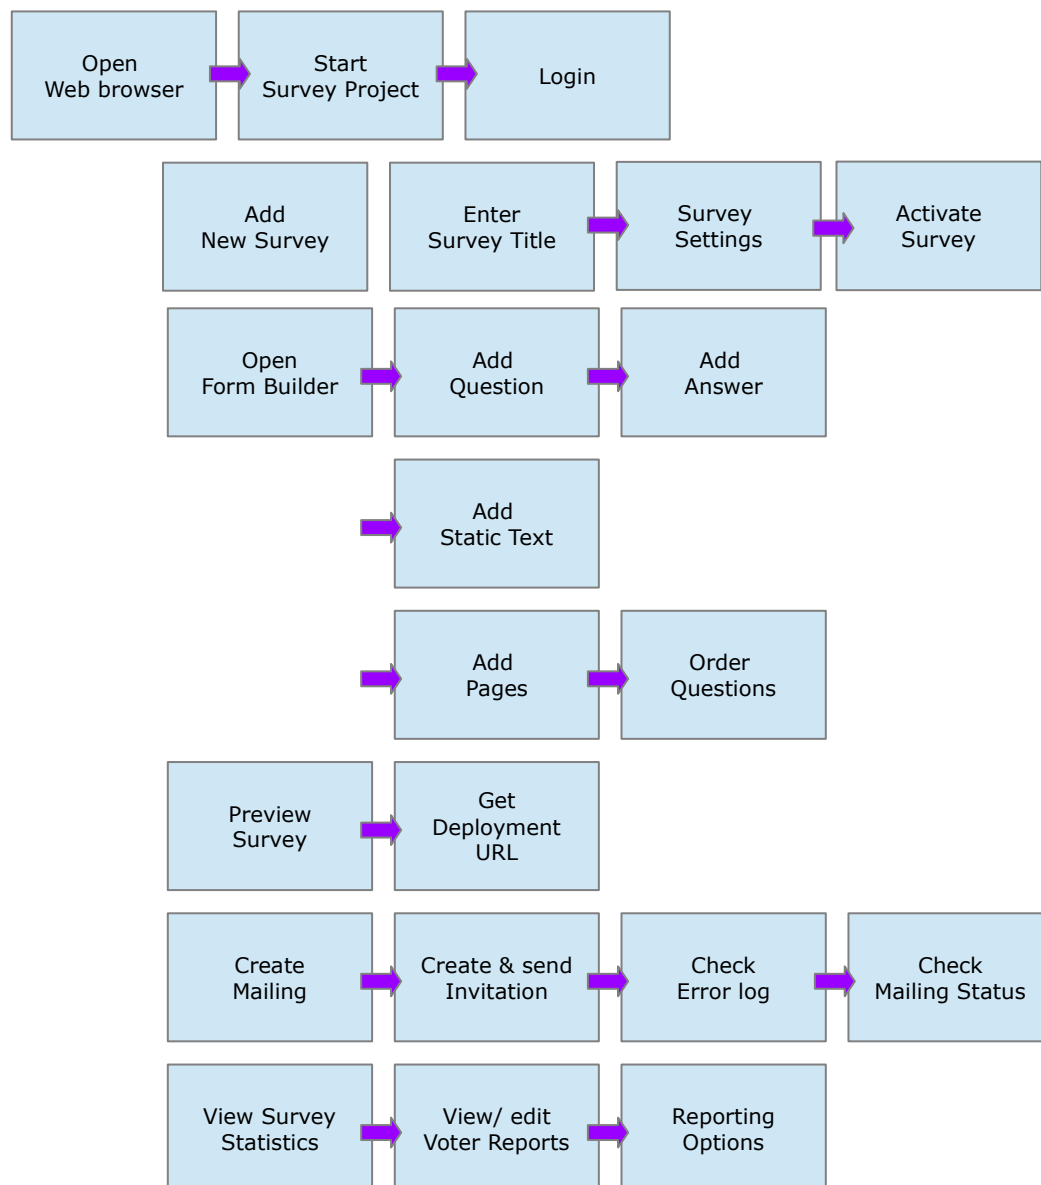 Open
Web browser
Start
Survey Project
Login
Add
New Survey
Enter
Survey Title
Survey
Settings
Activate
Survey
Open
Form Builder
Add
Question
Add
Answer
Add
Static Text
Add
Pages
Order
Questions
Preview
Survey
Get
Deployment
URL
Create
Mailing
Create & send
Invitation
Check
Error log
Check
Mailing Status
View Survey
Statistics
View/ edit
Voter Reports
Reporting
Options